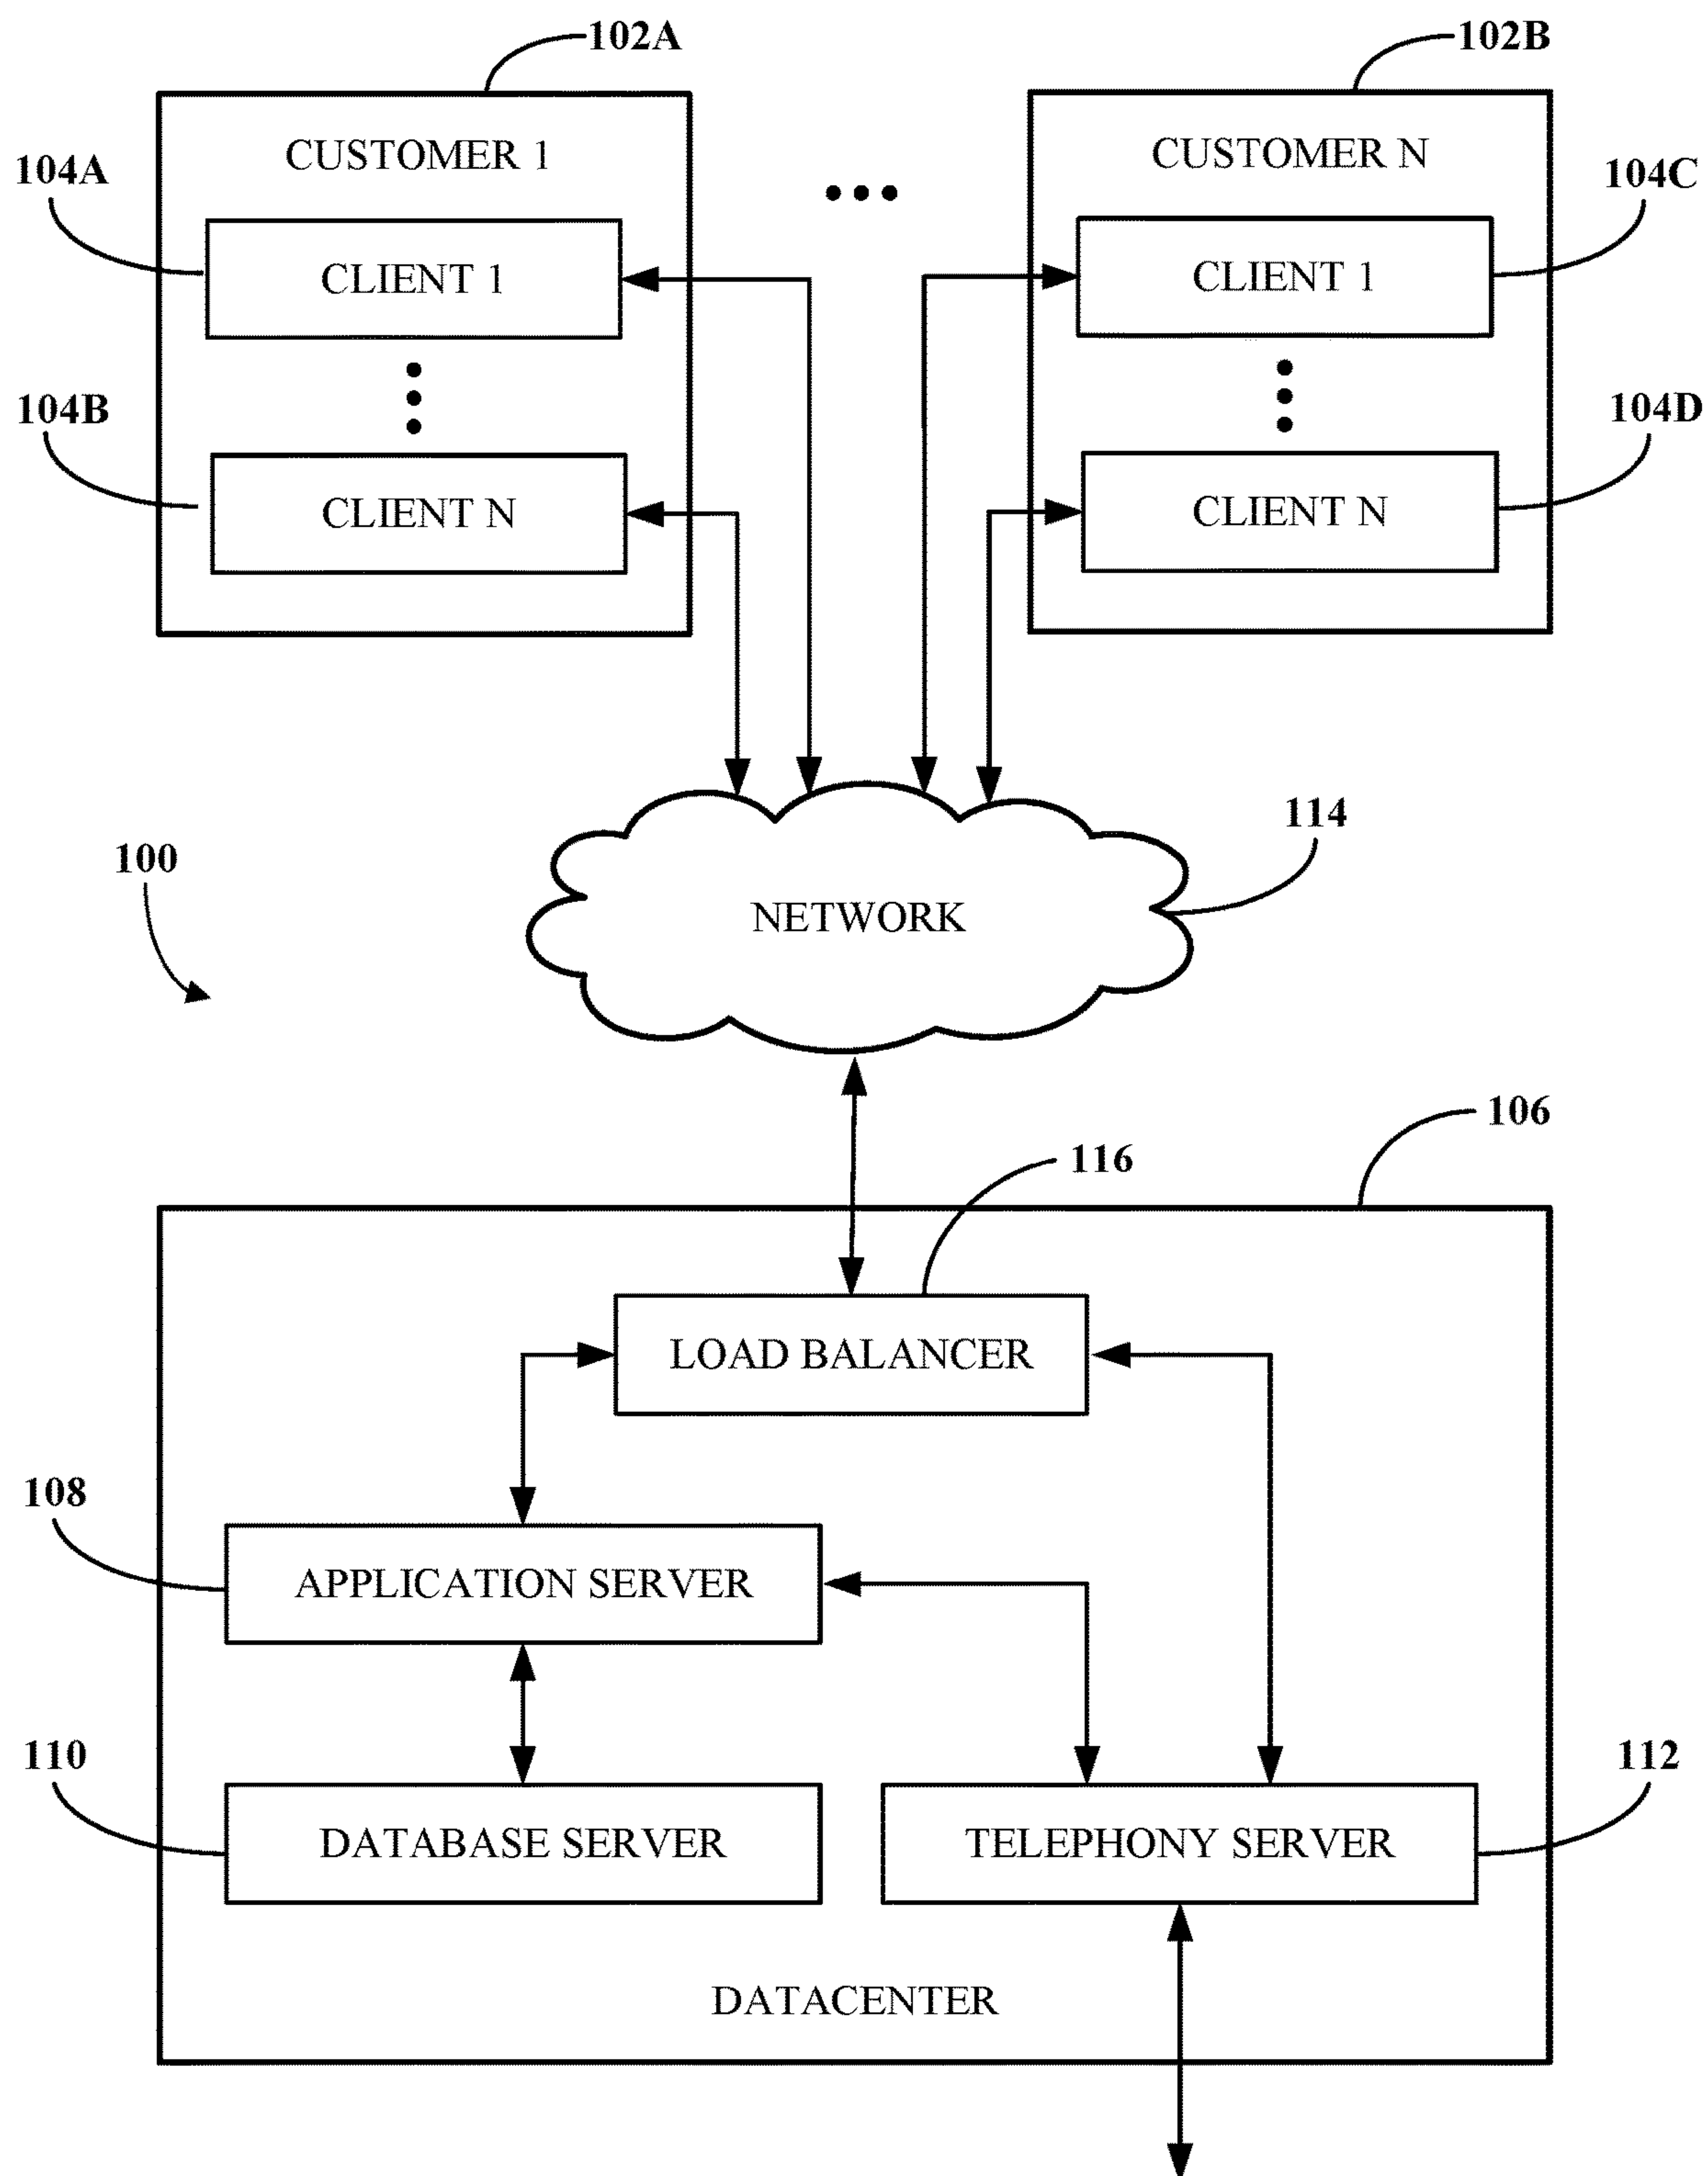 102A
102B
CUSTOMER 1
CUSTOMER N
104A
104C
CLIENT 1
CLIENT 1
104B
104D
CLIENT N
CLIENT N
114
100
NETWORK
106
116
LOAD BALANCER
108
APPLICATION SERVER
110
112
DATABASE SERVER
TELEPHONY SERVER
DATACENTER